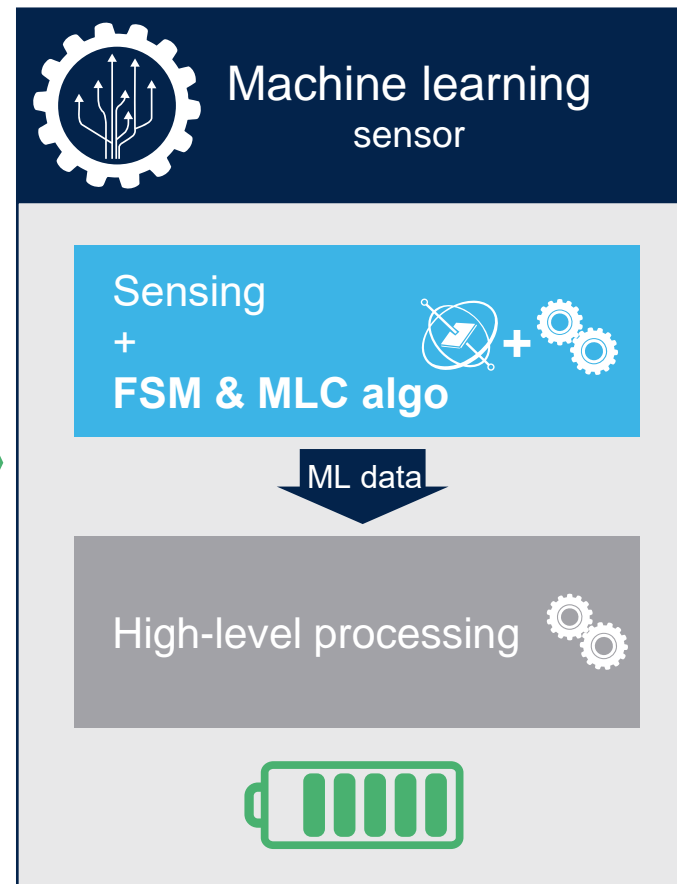 Machine learning
sensor
Sensing
+
FSM & MLC algo
+
ML data
High-level processing